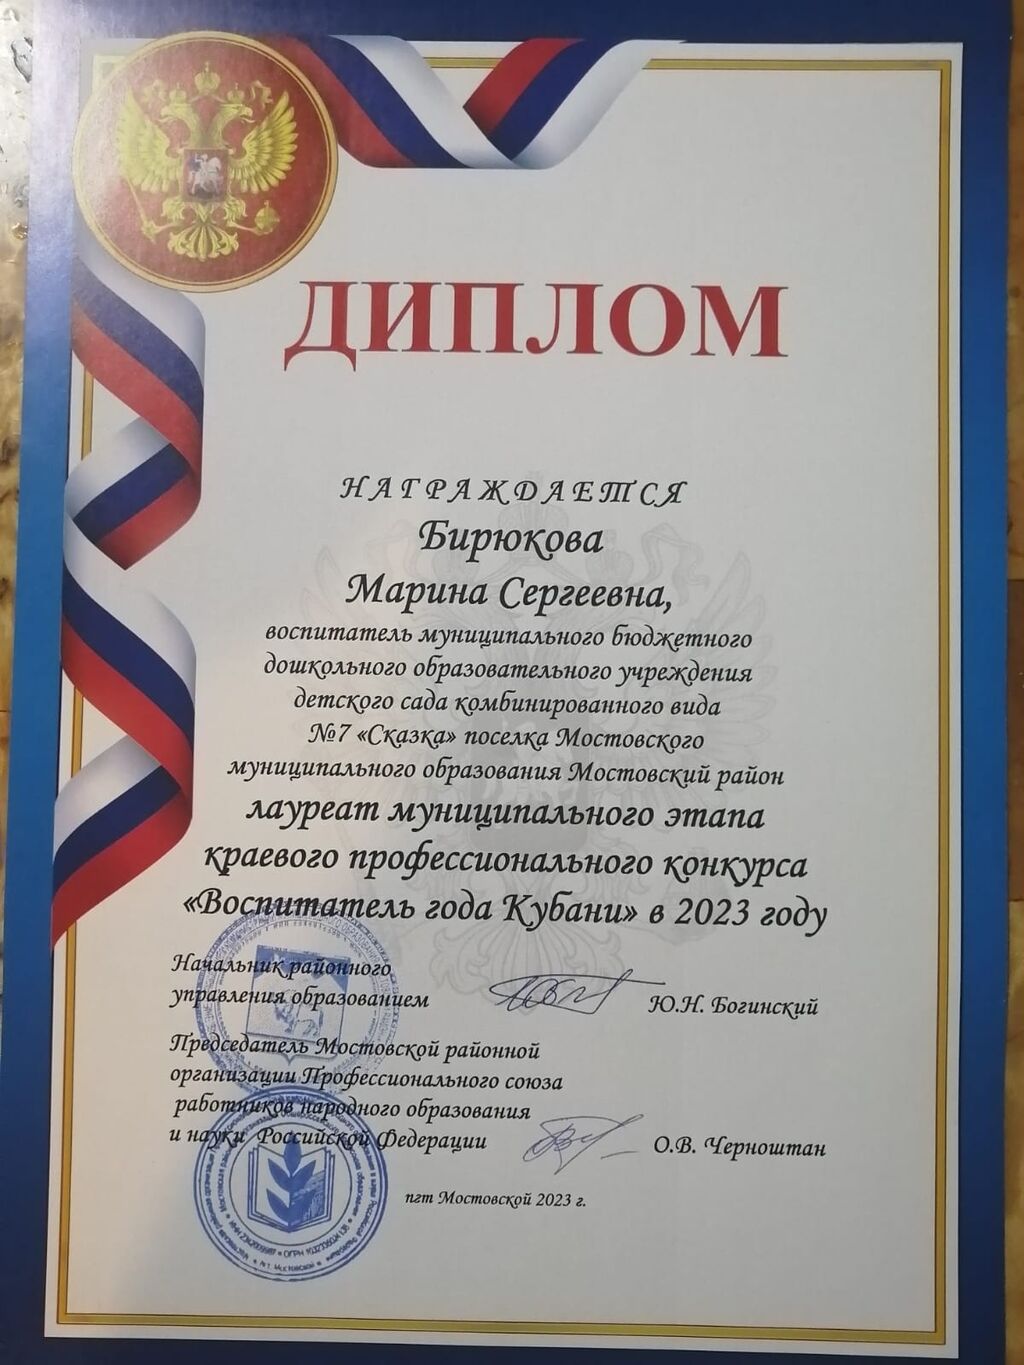 ДИПЛОМ
НАГРАЖДАЕТСЯ
Бирюкова
Марина Сергеевна,
воспитатель муниципального бюджетного
дошкольного образовательного учреждения
детского сада комбинированного вида
№7 «Сказка» поселка Мостовского
муниципального образования Мостовский район
лауреат муниципального этапа
краевого профессионального конкурса
«Воспитатель года Кубани» в 2023 году
Начальник районного
управления образованием
Ю.Н. Богинский
Председатель Мостовской районной
организации Профессионального союза
работников народного образования
и науки Российской Федерации
О.В. Черноштан
пгт Мостовской 2023 г.